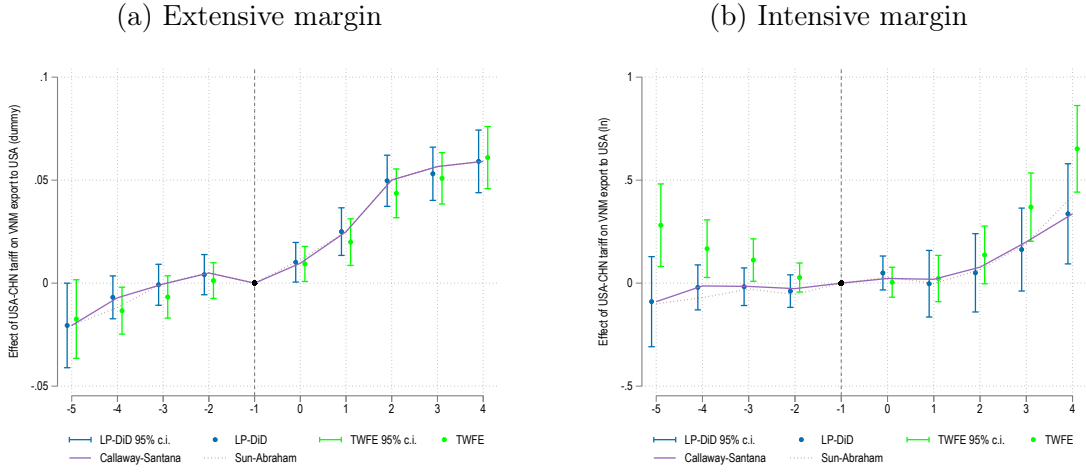 (a) Extensive margin
(b) Intensive margin
Effect of USA-CHN tariff on VNM export to USA (dummy)
.1
.05
0
-.05
-5 -4 -3 -2 -1 0 1 2 3 4
LP-DiD 95% c.i. LP-DiD TWFE 95% c.i. TWFE
Callaway-Santana Sun-Abraham
Effect of USA-CHN tariff on VNM export to USA (ln)
1
.5
0
-.5
-5 -4 -3 -2 -1 0 1 2 3 4
LP-DiD 95% c.i. LP-DiD TWFE 95% c.i. TWFE
Callaway-Santana Sun-Abraham